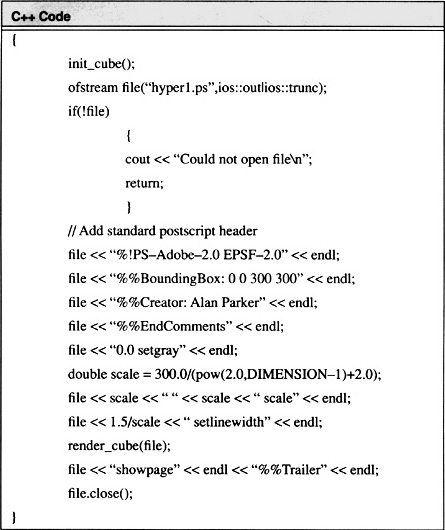 C++ Code
{
init_cube();
ofstream file(“hyper1.ps”,ios::out|ios::trunc);
if(!file)
{
cout << “Could not open file\n”;
return;
}
// Add standard postscript header
file << “%!PS–Adobe–2.0 EPSF–2.0” << endl;
file << “%%BoundingBox: 0 0 300 300” << endl;
file << “%%Creator: Alan Parker” << endl;
file << “%%EndComments” << endl;
file << “0.0 setgray” << endl;
double scale = 300.0/(pow(2.0,DIMENSION–1)+2.0);
file << scale << “ ” << scale << “ scale” << endl;
file << 1.5/scale << “ setlinewidth” << endl;
render_cube(file);
file << “showpage” << endl << “%%Trailer” << endl;
file.close();
}